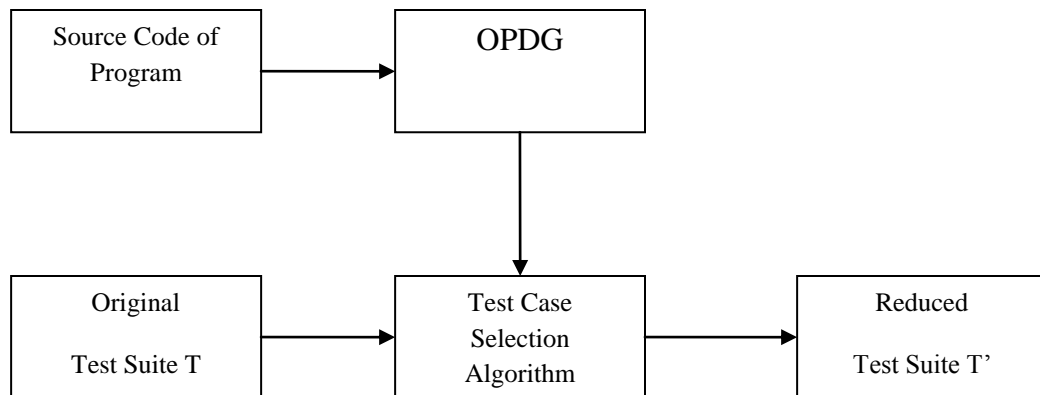 Source Code of
Program
OPDG
Original
Test Suite T
Test Case
Selection
Algorithm
Reduced
Test Suite T’